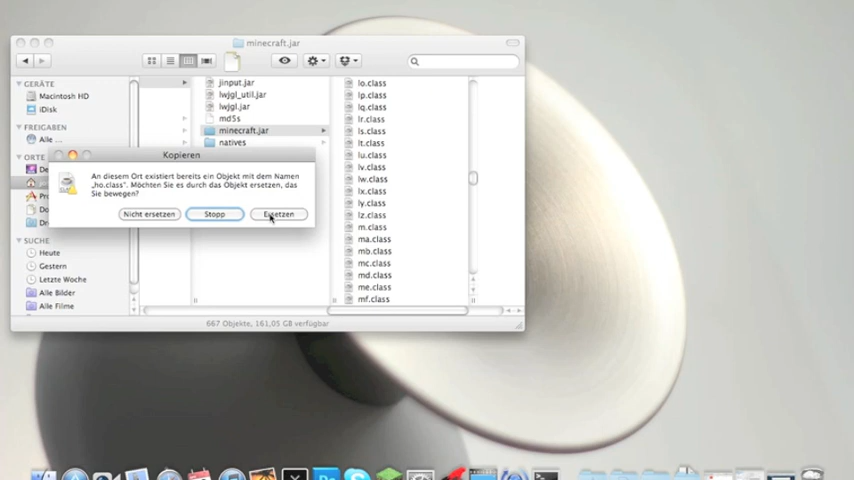 minecraft.jar
GERÄTE
Macintosh HD
iDisk
FREIGABEN
Alle ...
ORTE
SUCHE
Heute
Gestern
Letzte Woche
Alle Bilder
Alle Filme
jinput.jar
lwjgl_util.jar
lwjgl.jar
md5s
minecraft.jar
natives
lo.class
lp.class
lq.class
lr.class
ls.class
lt.class
lu.class
lv.class
lw.class
lx.class
ly.class
lz.class
m.class
ma.class
mb.class
mc.class
md.class
me.class
mf.class
Kopieren
An diesem Ort existiert bereits ein Objekt mit dem Namen
„ho.class“. Möchten Sie es durch das Objekt ersetzen, das
Sie bewegen?
Nicht ersetzen
Stopp
Ersetzen
667 Objekte, 161,05 GB verfügbar